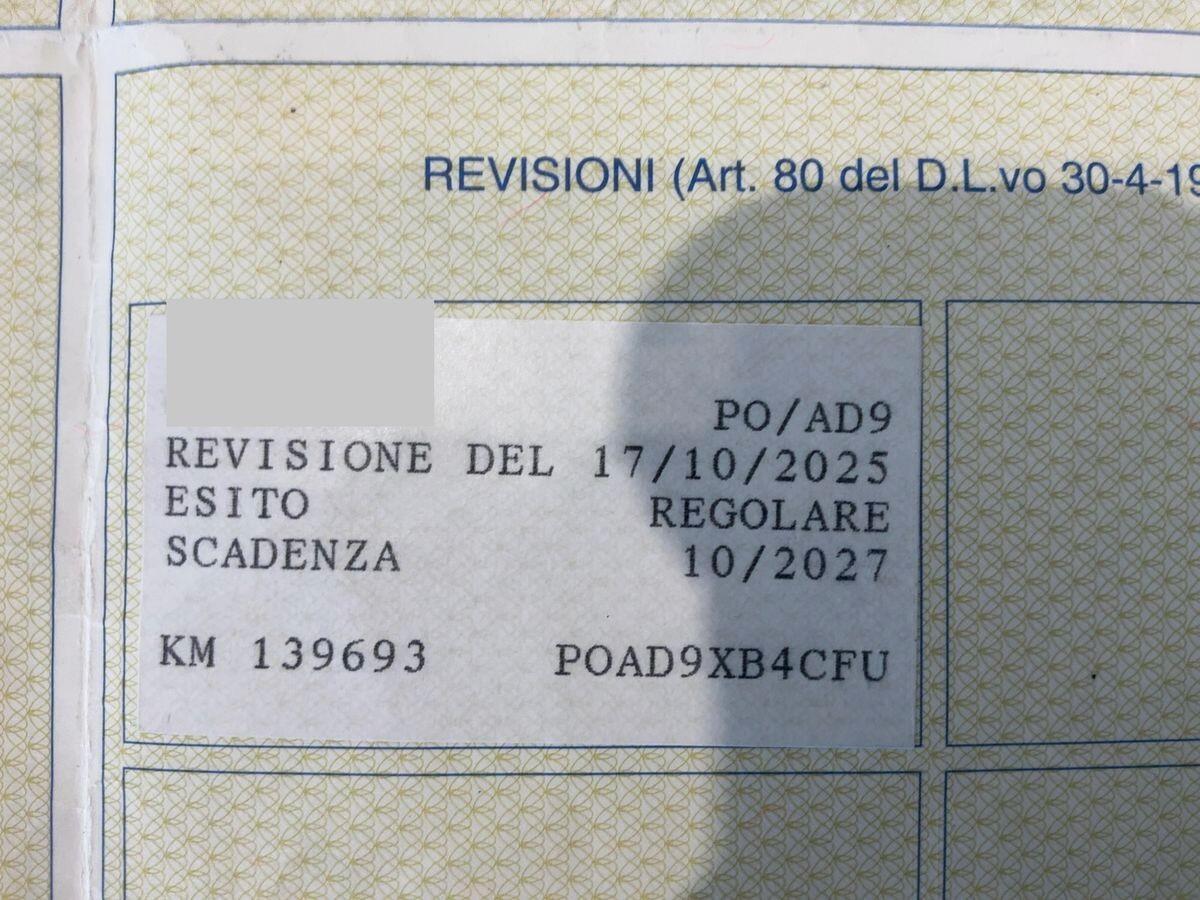 REVISIONI (Art. 80 del D.L.vo 30-4-19
PO/AD9
REVISIONE DEL 17/10/2025
ESITO REGOLARE
SCADENZA 10/2027
KM 139693 POAD9XB4CFU